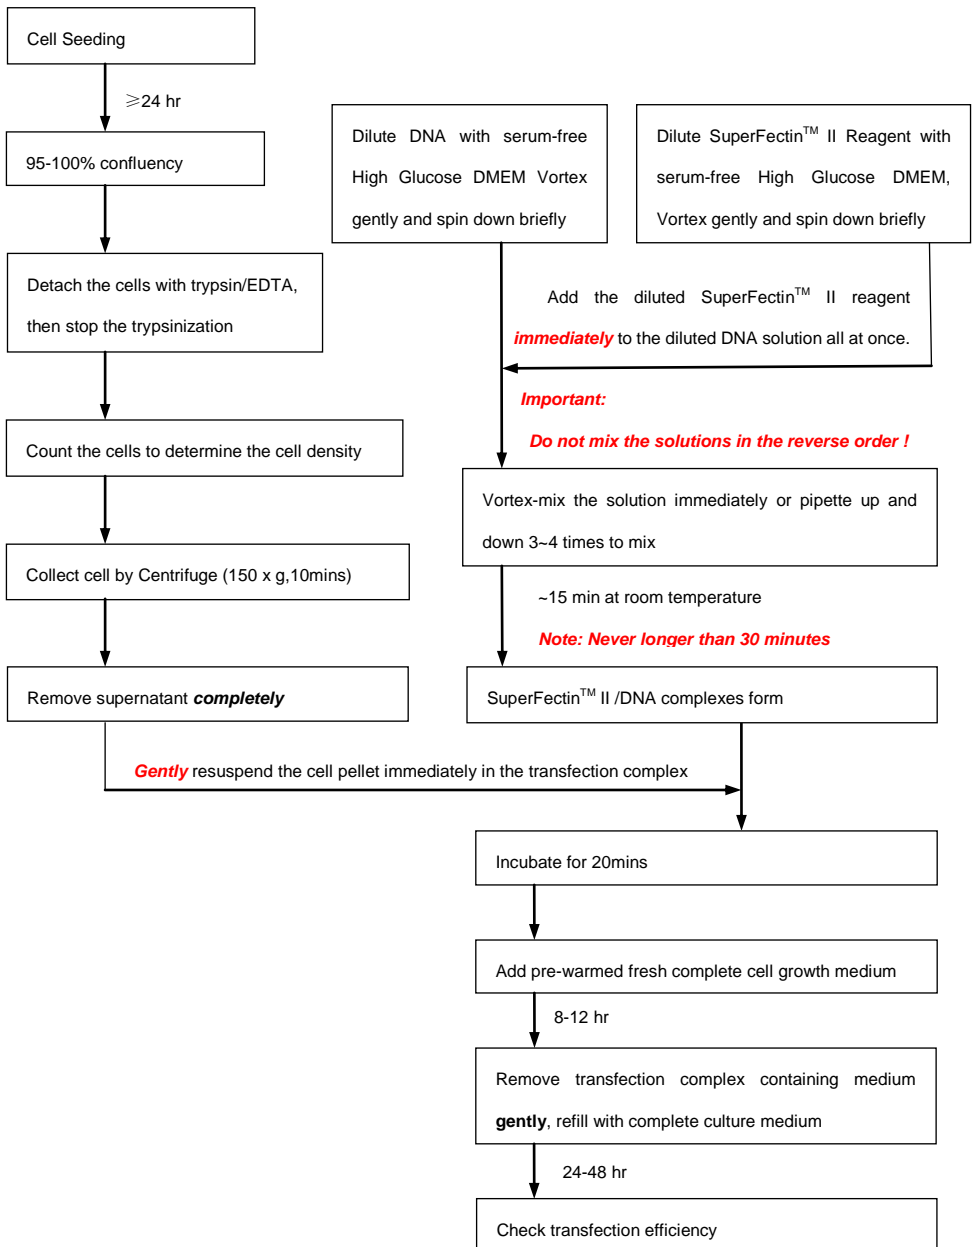 Cell Seeding
≥24 hr
95-100% confluency
Detach the cells with trypsin/EDTA,
then stop the trypsinization
Count the cells to determine the cell density
Collect cell by Centrifuge (150 x g,10mins)
Remove supernatant completely
Dilute DNA with serum-free
High Glucose DMEM Vortex
gently and spin down briefly
Dilute SuperFectin™ II Reagent with
serum-free High Glucose DMEM,
Vortex gently and spin down briefly
Add the diluted SuperFectin™ II reagent
immediately to the diluted DNA solution all at once.
Important:
Do not mix the solutions in the reverse order !
Vortex-mix the solution immediately or pipette up and
down 3~4 times to mix
~15 min at room temperature
Note: Never longer than 30 minutes
SuperFectin™ II /DNA complexes form
Gently resuspend the cell pellet immediately in the transfection complex
Incubate for 20mins
Add pre-warmed fresh complete cell growth medium
8-12 hr
Remove transfection complex containing medium
gently, refill with complete culture medium
24-48 hr
Check transfection efficiency